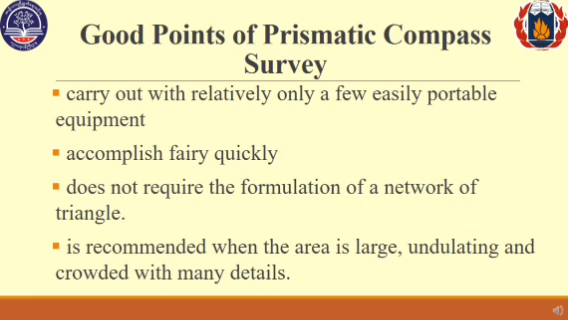 Good Points of Prismatic Compass
Survey
▪ carry out with relatively only a few easily portable
equipment
▪ accomplish fairy quickly
▪ does not require the formulation of a network of
triangle.
▪ is recommended when the area is large, undulating and
crowded with many details.